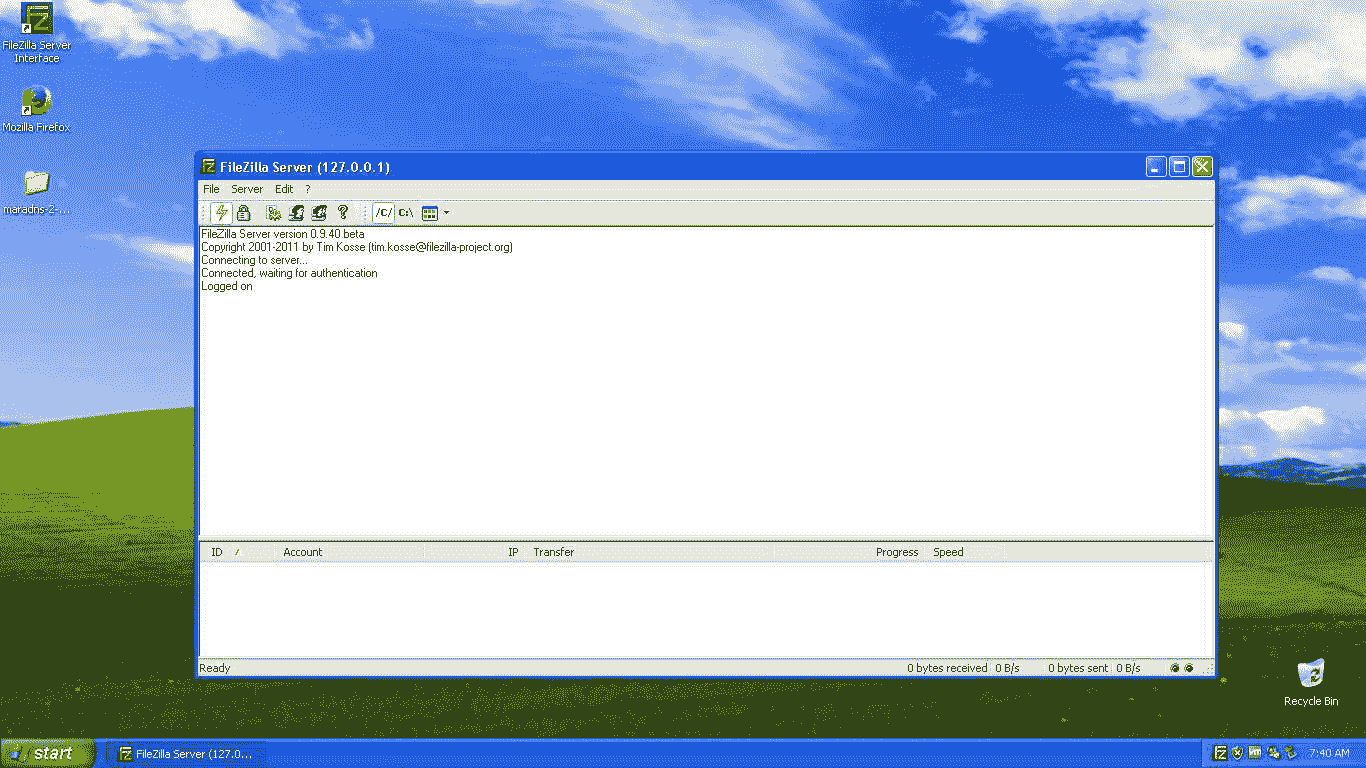 FileZilla Server
Interface
Mozilla Firefox
maradns-2-...
FileZilla Server (127.0.0.1)
File Server Edit ?
/C/ C:\
FileZilla Server version 0.9.40 beta
Copyright 2001-2011 by Tim Kosse (tim.kosse@filezilla-project.org)
Connecting to server...
Connected, waiting for authentication
Logged on
ID Account IP Transfer Progress Speed
Ready 0 bytes received 0 B/s 0 bytes sent 0 B/s
Recycle Bin
start FileZilla Server (127.0... 7:40 AM